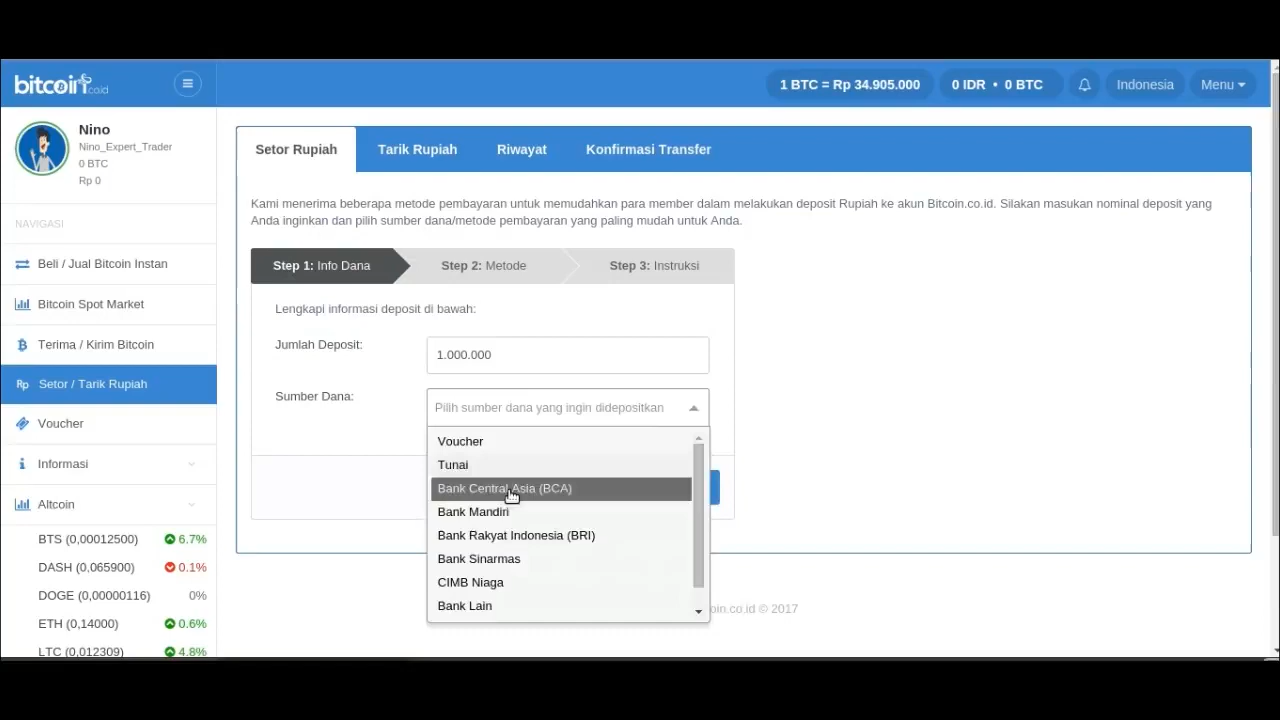 bitcoin.co.id
1 BTC = Rp 34.905.000
0 IDR • 0 BTC
Indonesia
Menu
Nino
Nino_Expert_Trader
0 BTC
Rp 0
NAVIGASI
Beli / Jual Bitcoin Instan
Bitcoin Spot Market
Terima / Kirim Bitcoin
Rp Setor / Tarik Rupiah
Voucher
Informasi
Altcoin
BTS (0,00012500) 6.7%
DASH (0,065900) 0.1%
DOGE (0,00000116) 0%
ETH (0,14000) 0.6%
LTC (0,012309) 4.8%
Setor Rupiah
Tarik Rupiah
Riwayat
Konfirmasi Transfer
Kami menerima beberapa metode pembayaran untuk memudahkan para member dalam melakukan deposit Rupiah ke akun Bitcoin.co.id. Silakan masukan nominal deposit yang
Anda inginkan dan pilih sumber dana/metode pembayaran yang paling mudah untuk Anda.
Step 1: Info Dana
Step 2: Metode
Step 3: Instruksi
Lengkapi informasi deposit di bawah:
Jumlah Deposit:
1.000.000
Sumber Dana:
Pilih sumber dana yang ingin didepositkan
Voucher
Tunai
Bank Central Asia (BCA)
Bank Mandiri
Bank Rakyat Indonesia (BRI)
Bank Sinarmas
CIMB Niaga
Bank Lain
oin.co.id © 2017